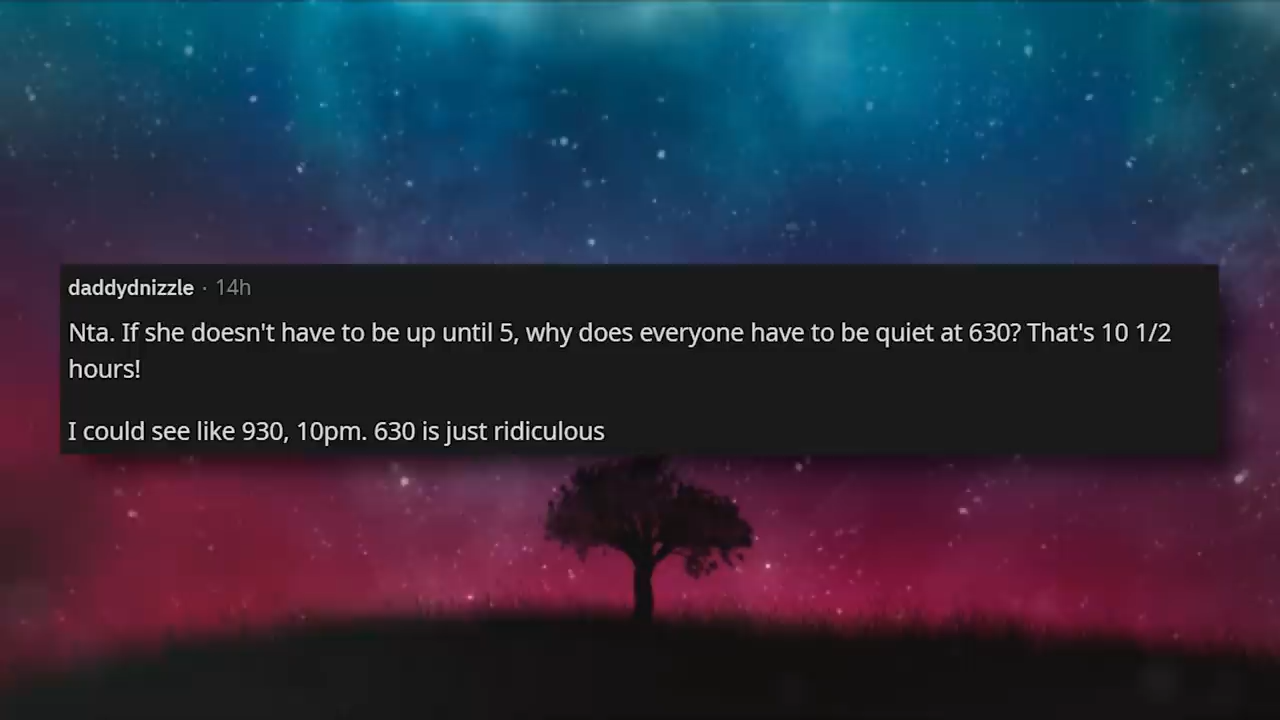 daddydnizzle · 14h
Nta. If she doesn't have to be up until 5, why does everyone have to be quiet at 630? That's 10 1/2
hours!
I could see like 930, 10pm. 630 is just ridiculous